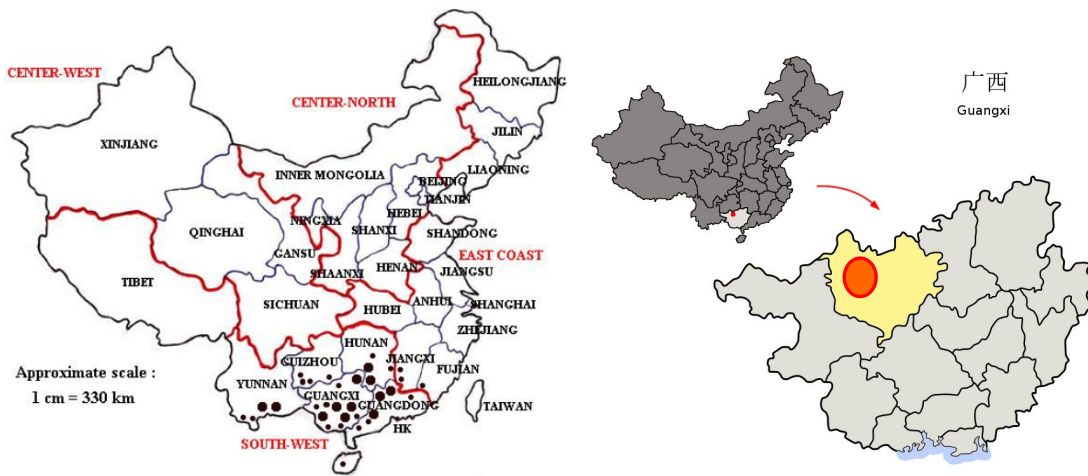 CENTER-WEST
HEILONGJIANG
CENTER-NORTH
JILIN
XINJIANG
LIAONING
INNER MONGOLIA
BEIJING
TIANJIN
HEBEI
NINGXIA
SHANXI
SHANDONG
QINGHAI
GANSU
EAST COAST
HENAN
JIANGSU
SHAANXI
TIBET
SICHUAN
ANHUI
SHANGHAI
HUBEI
ZHIJIANG
HUNAN
GUIZHOU
JIANGXI
FUJIAN
Approximate scale :
1 cm = 330 km
YUNNAN
GUANGXI
GUANGDONG
TAIWAN
HK
SOUTH-WEST
广西
Guangxi